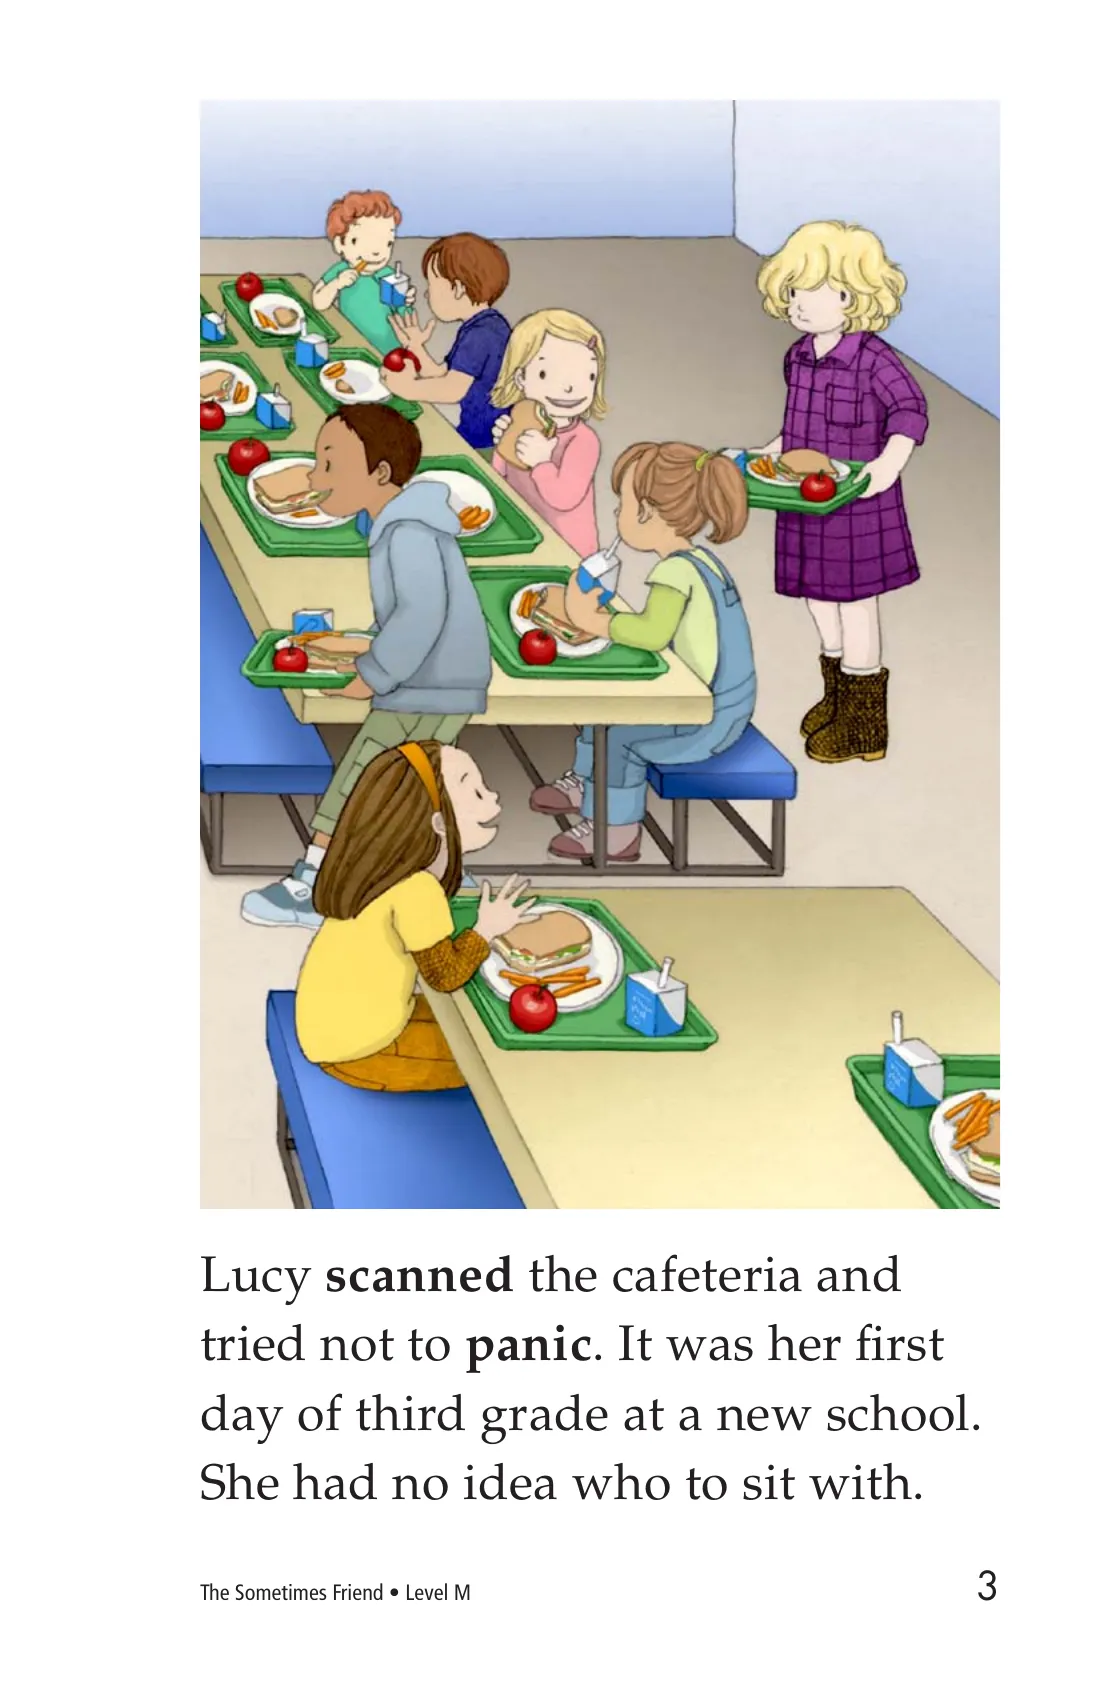 Lucy scanned the cafeteria and
tried not to panic. It was her first
day of third grade at a new school.
She had no idea who to sit with.
The Sometimes Friend • Level M
3